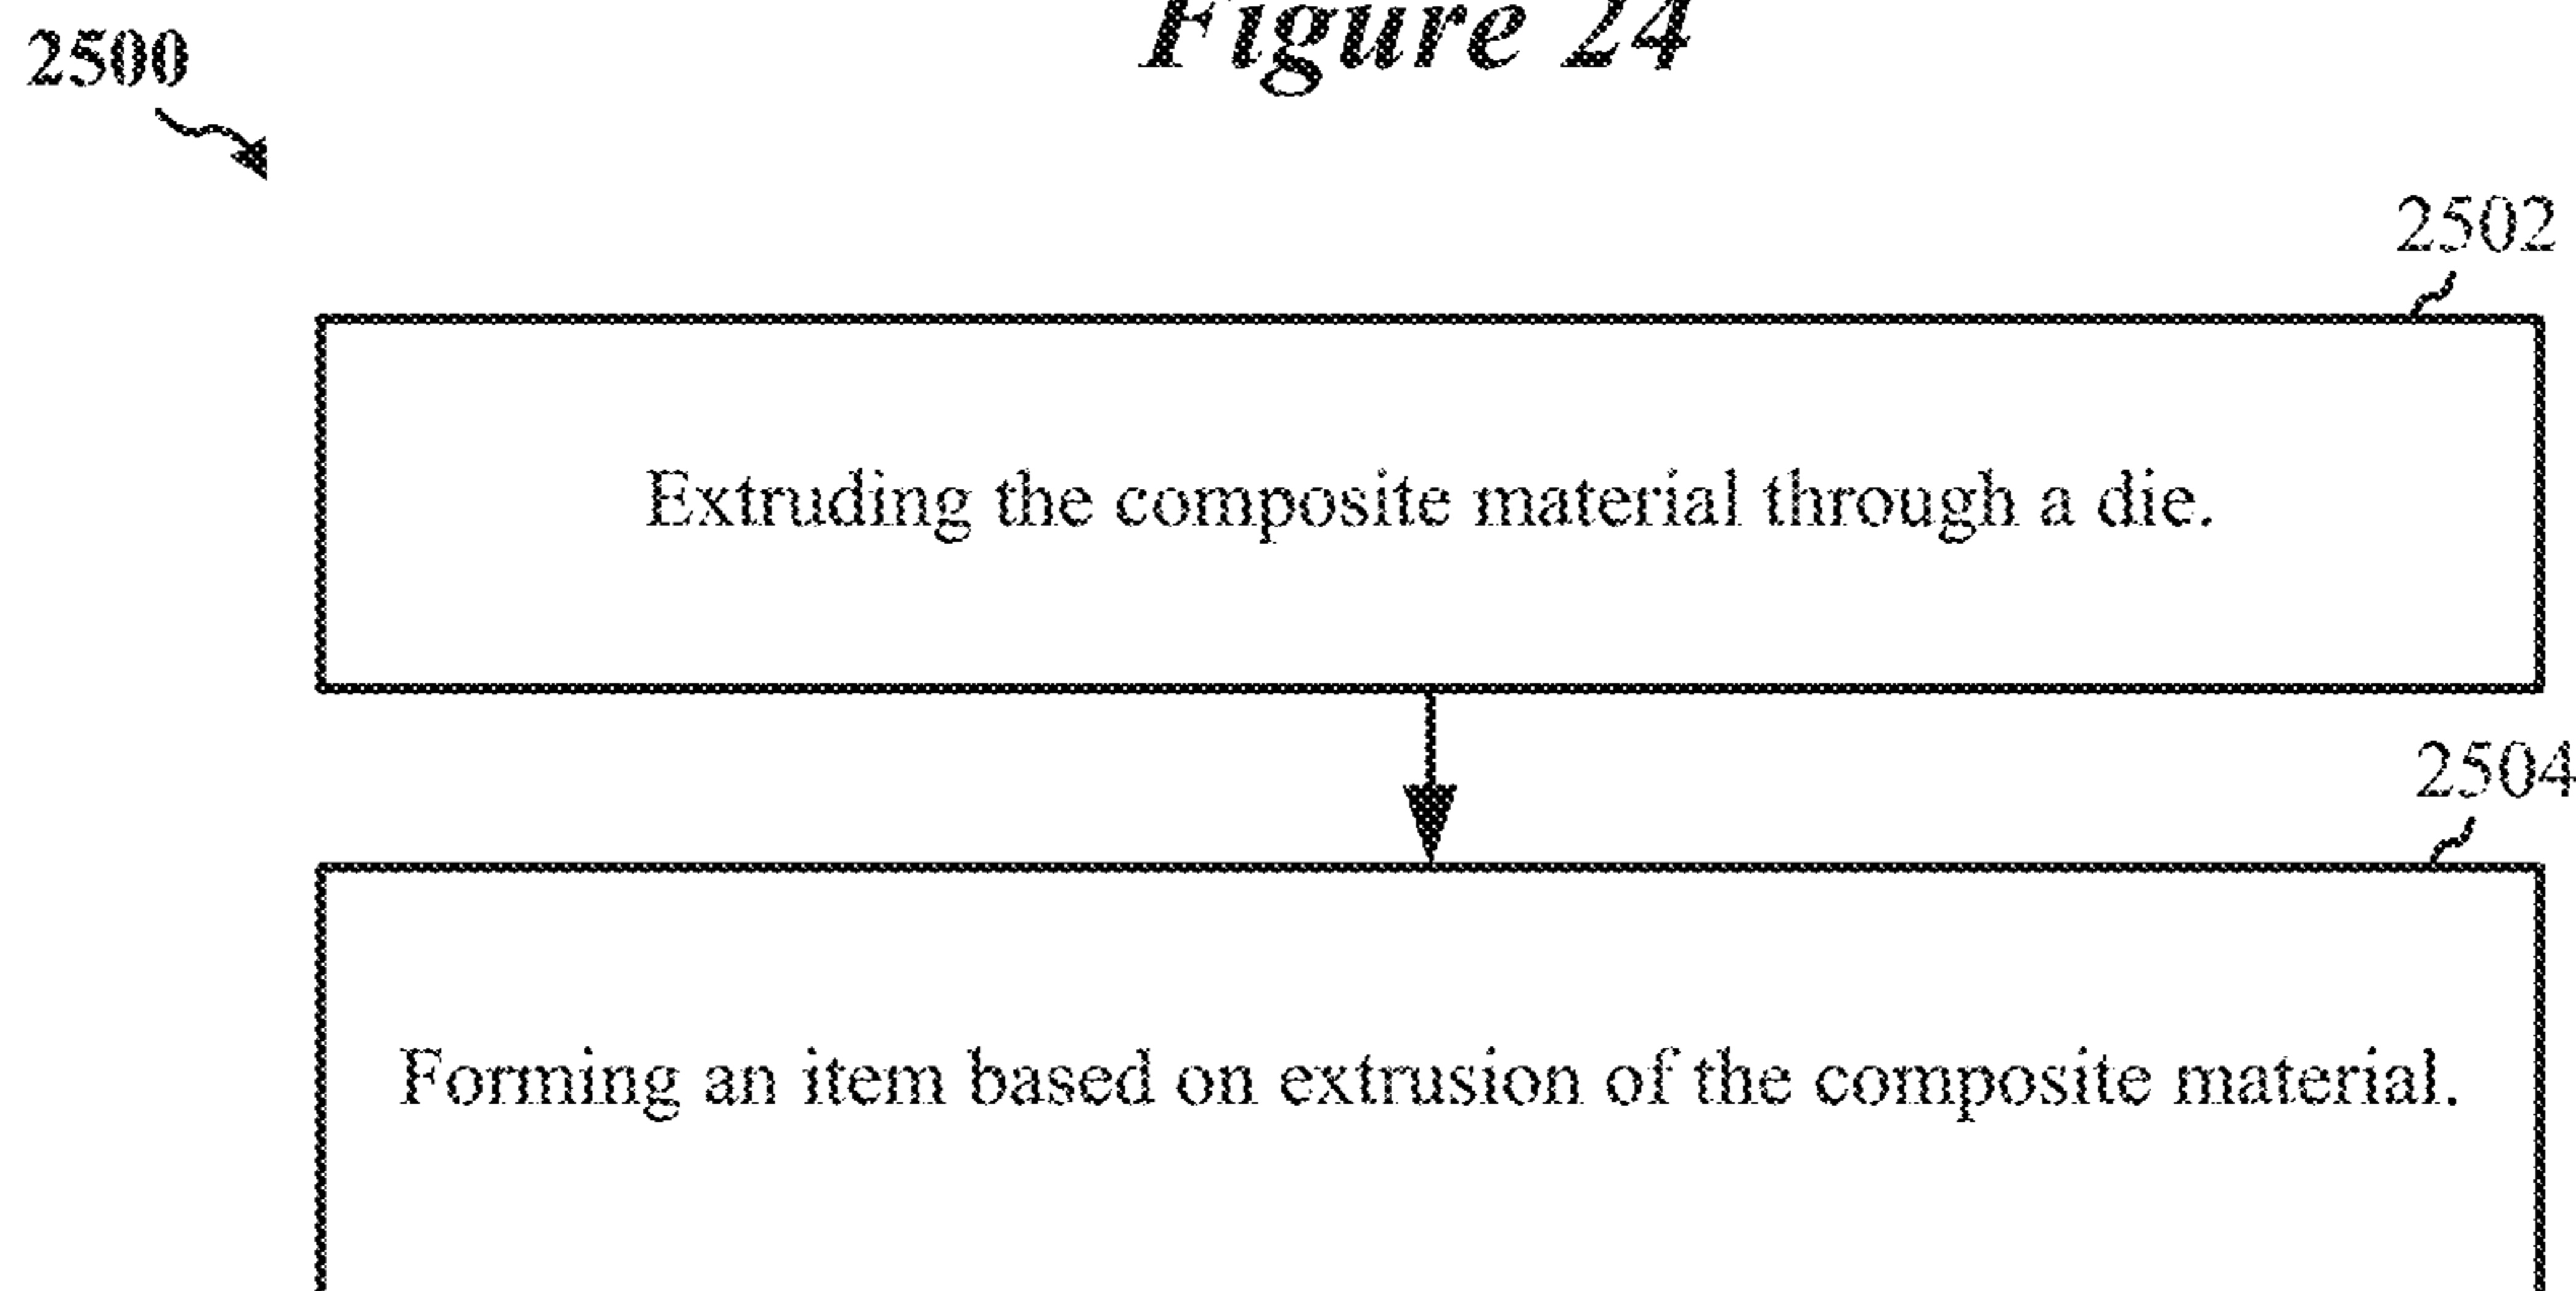 Figure 24
2500
2502
Extruding the composite material through a die.
2504
Forming an item based on extrusion of the composite material.